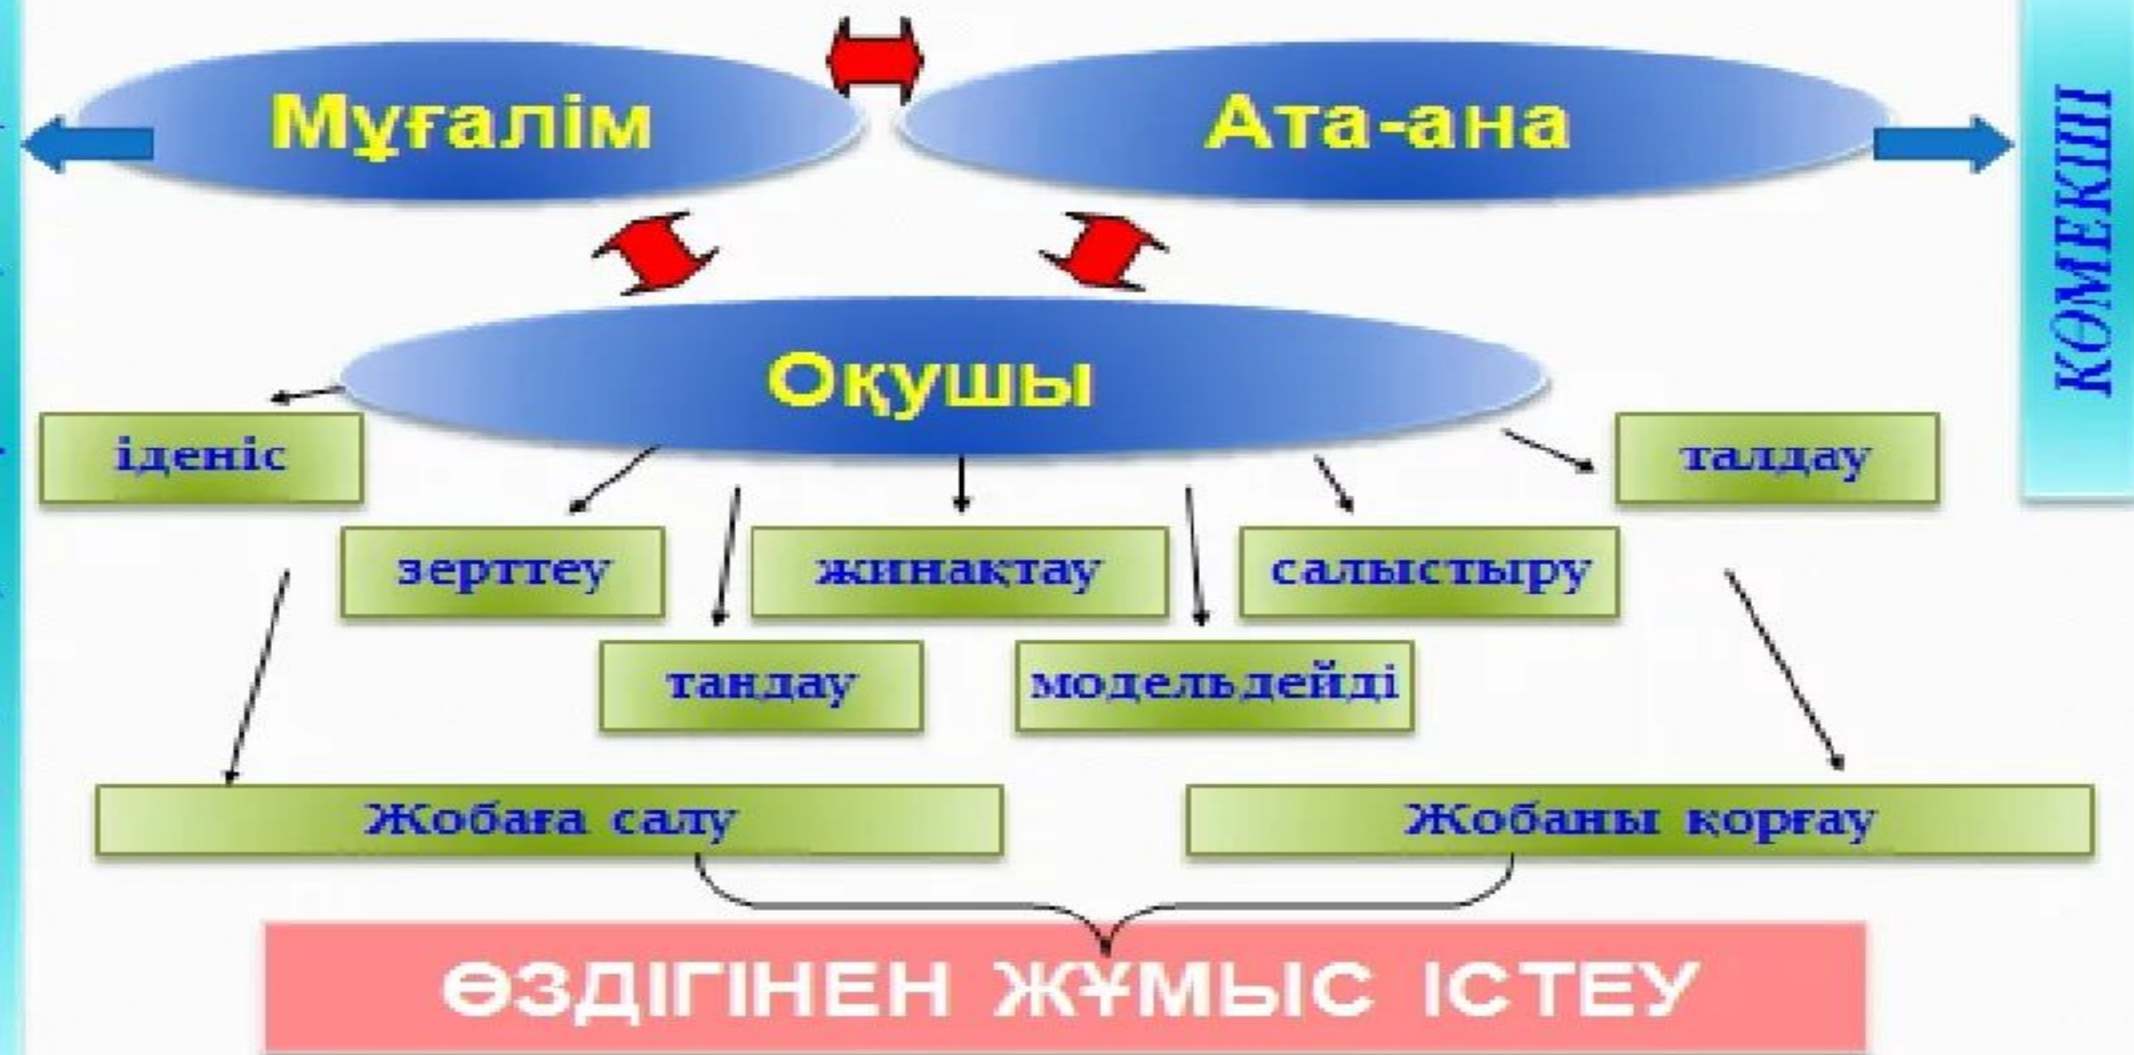 Мұғалім
Ата-ана
КӨМЕКШІ
Оқушы
іденіс
талдау
зерттеу
жинақтау
салыстыру
таңдау
модельдейді
Жобаға салу
Жобаны қорғау
ӨЗДІГІНЕН ЖҰМЫС ІСТЕУ